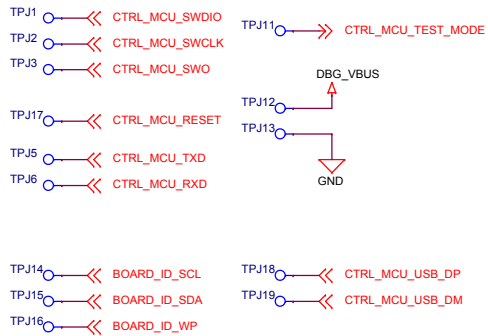 TPJ1 CTRL_MCU_SWDIO
TPJ2 CTRL_MCU_SWCLK
TPJ3 CTRL_MCU_SWO
TPJ17 CTRL_MCU_RESET
TPJ5 CTRL_MCU_TXD
TPJ6 CTRL_MCU_RXD
TPJ11 CTRL_MCU_TEST_MODE
DBG_VBUS
TPJ12
TPJ13
GND
TPJ14 BOARD_ID_SCL
TPJ15 BOARD_ID_SDA
TPJ16 BOARD_ID_WP
TPJ18 CTRL_MCU_USB_DP
TPJ19 CTRL_MCU_USB_DM